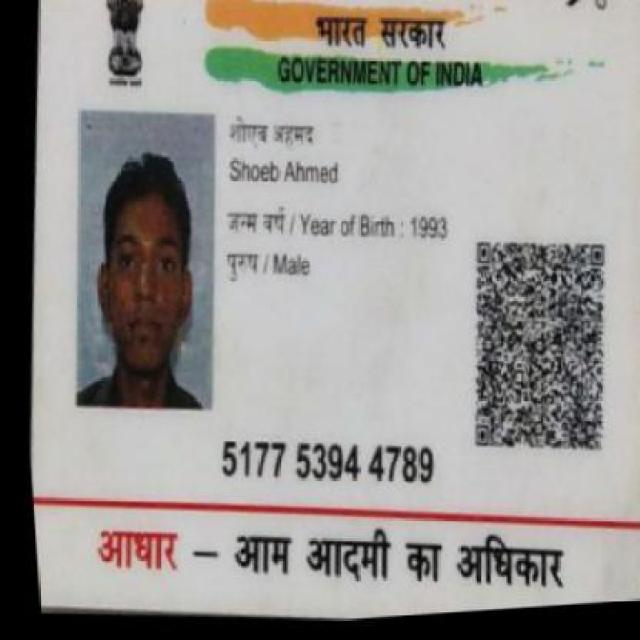 भारत सरकार
GOVERNMENT OF INDIA
शोएब अहमद
Shoeb Ahmed
जन्म वर्ष / Year of Birth : 1993
पुरुष / Male
5177 5394 4789
आधार – आम आदमी का अधिकार